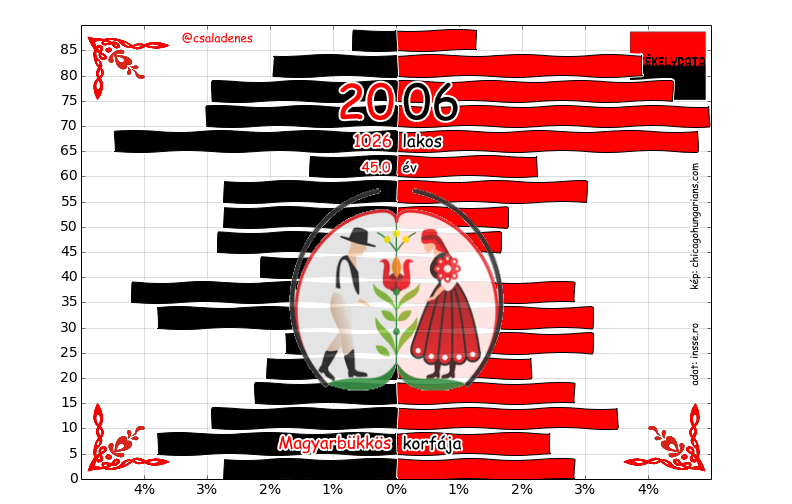 @csaladenes
ÉKELYDATA
2006
1026 lakos
45.0 év
Magyarbükkös korfája
kép: chicagohungarians.com
adat: insse.ro
85
80
75
70
65
60
55
50
45
40
35
30
25
20
15
10
5
0
4% 3% 2% 1% 0% 1% 2% 3% 4%